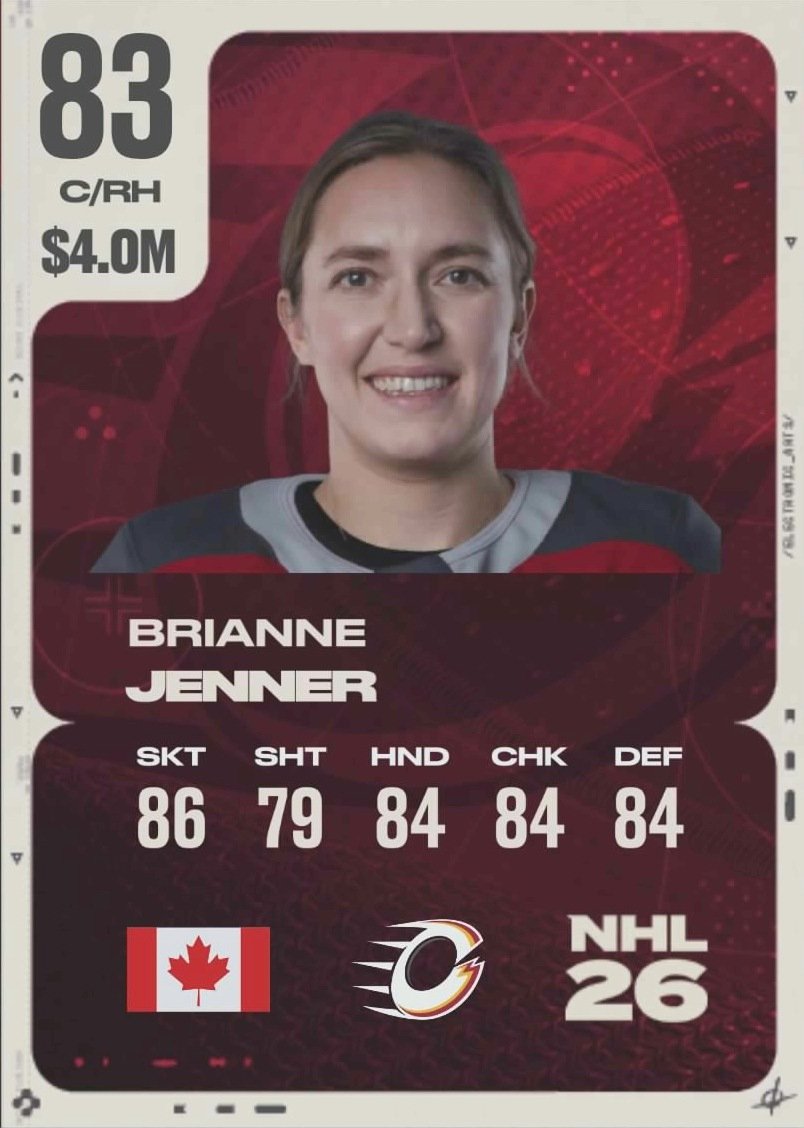 83
C/RH
$4.0M
BRIANNE
JENNER
SKT SHT HND CHK DEF
86 79 84 84 84
NHL
26